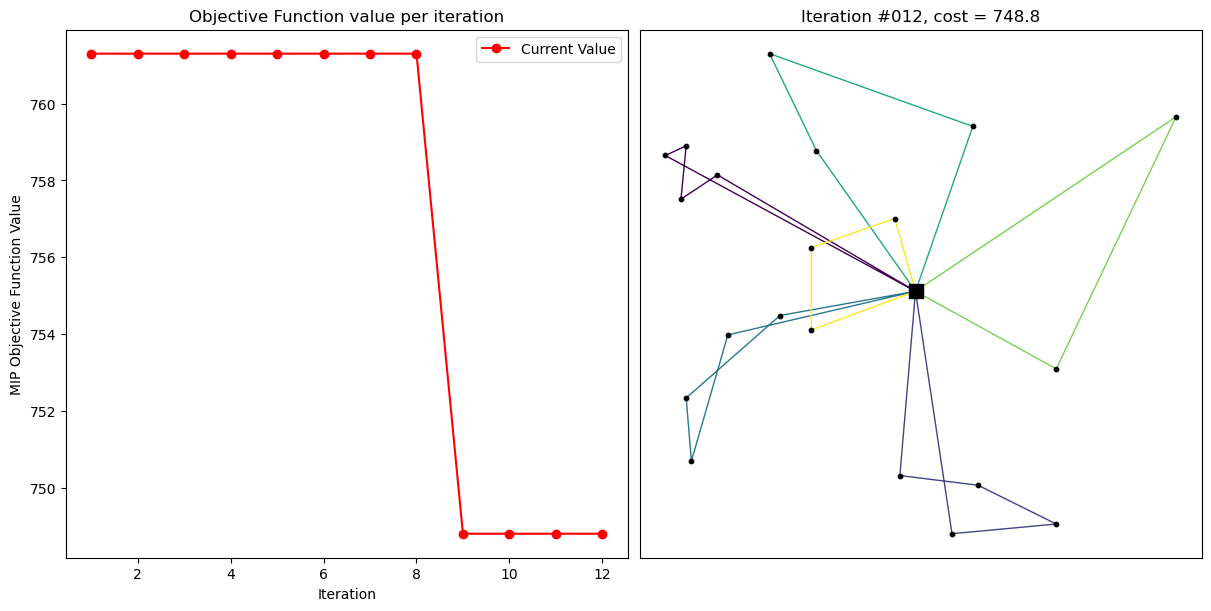 Objective Function value per iteration
Current Value
760
758
756
754
752
750
MIP Objective Function Value
2 4 6 8 10 12
Iteration
Iteration #012, cost = 748.8